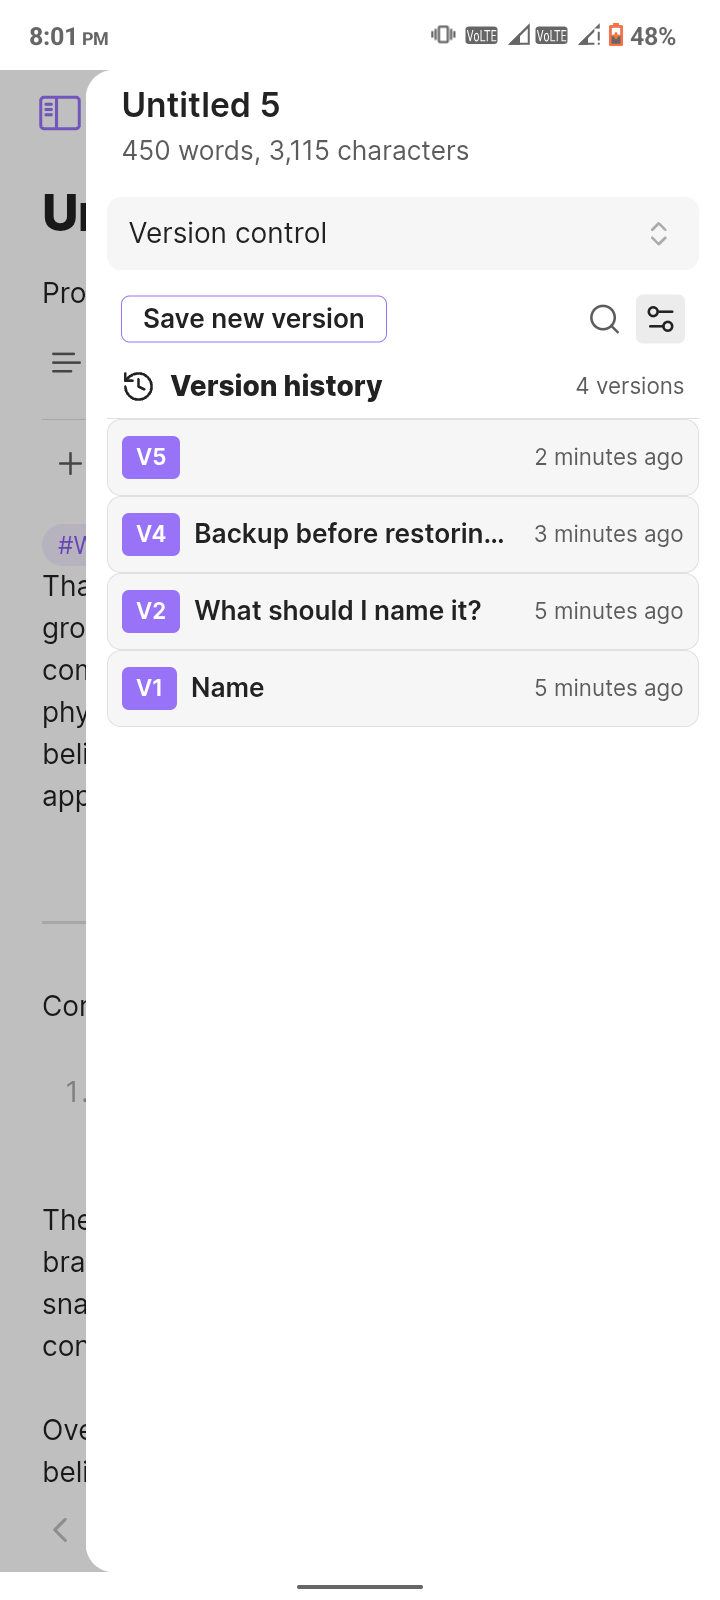 8:01 PM VoLTE VoLTE 48%
Untitled 5
450 words, 3,115 characters
Version control
Save new version
Version history 4 versions
V5 2 minutes ago
V4 Backup before restorin... 3 minutes ago
V2 What should I name it? 5 minutes ago
V1 Name 5 minutes ago
Pro
Tha
gro
com
phy
beli
app
Con
1.
The
bra
sna
con
Ove
beli